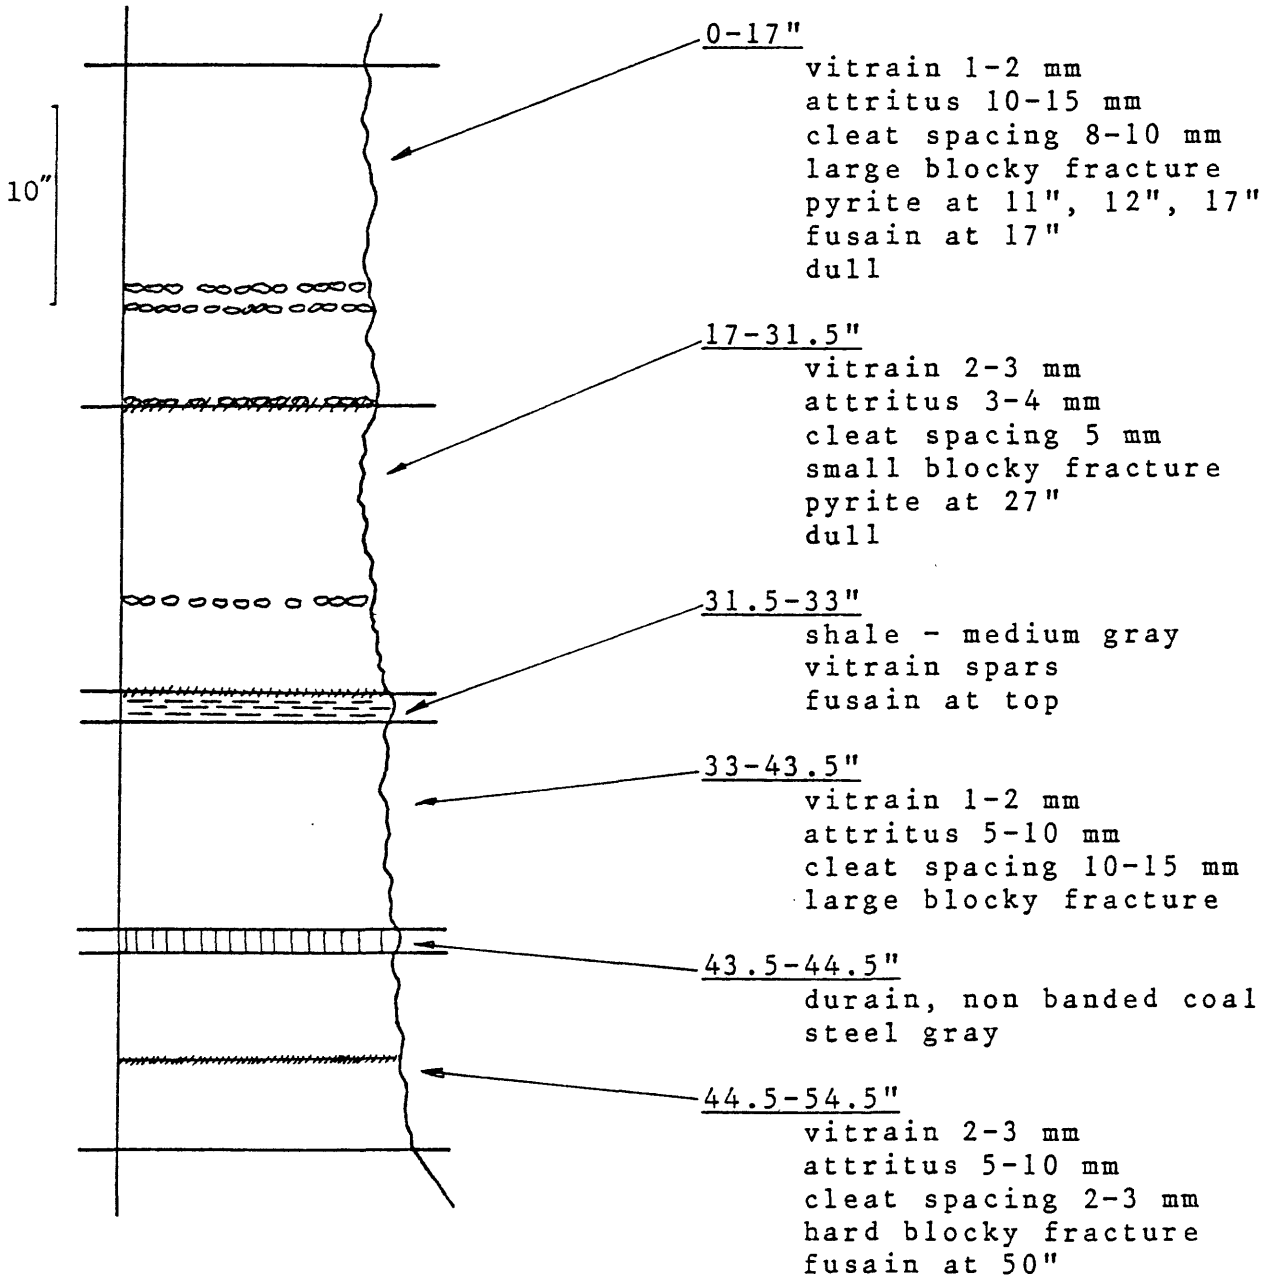 10"
0-17"
vitrain 1-2 mm
attritus 10-15 mm
cleat spacing 8-10 mm
large blocky fracture
pyrite at 11", 12", 17"
fusain at 17"
dull
17-31.5"
vitrain 2-3 mm
attritus 3-4 mm
cleat spacing 5 mm
small blocky fracture
pyrite at 27"
dull
31.5-33"
shale - medium gray
vitrain spars
fusain at top
33-43.5"
vitrain 1-2 mm
attritus 5-10 mm
cleat spacing 10-15 mm
large blocky fracture
43.5-44.5"
durain, non banded coal
steel gray
44.5-54.5"
vitrain 2-3 mm
attritus 5-10 mm
cleat spacing 2-3 mm
hard blocky fracture
fusain at 50"